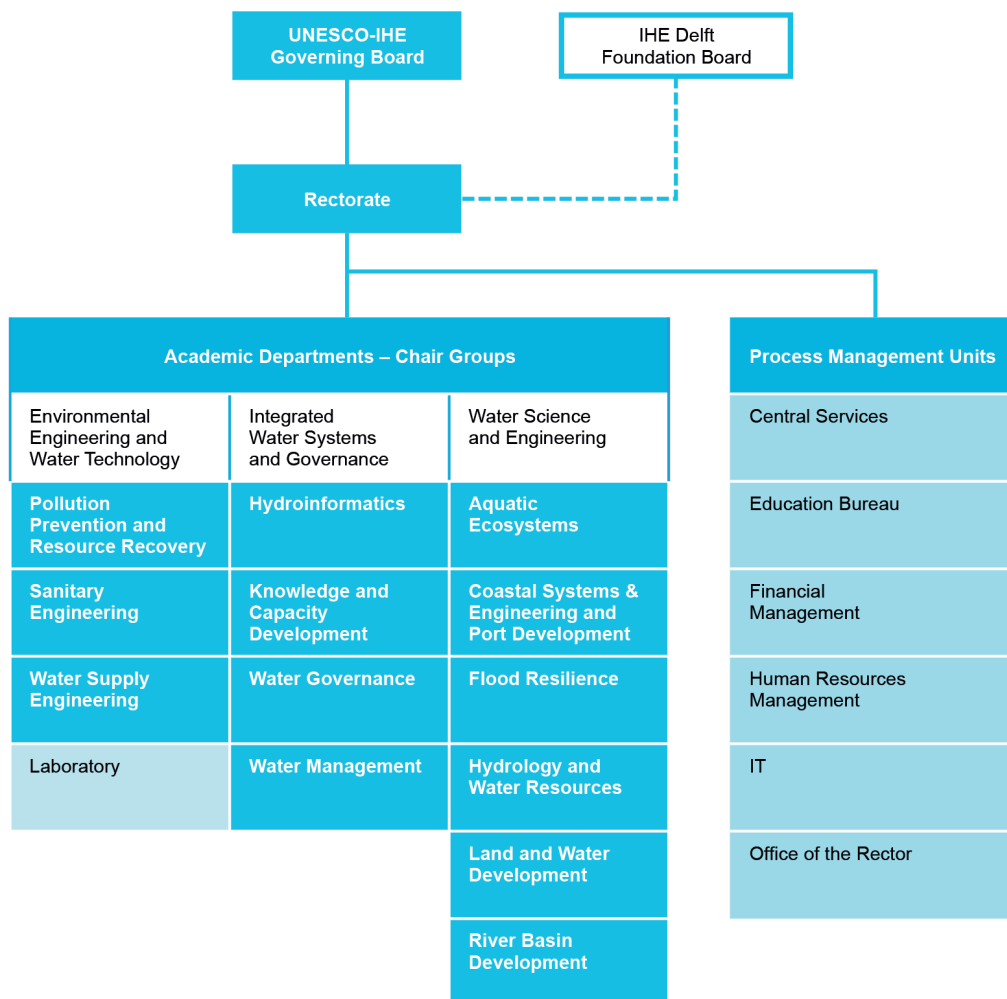 UNESCO-IHE
Governing Board
IHE Delft
Foundation Board
Rectorate
Academic Departments – Chair Groups
Environmental
Engineering and
Water Technology
Integrated
Water Systems
and Governance
Water Science
and Engineering
Pollution
Prevention and
Resource Recovery
Hydroinformatics
Aquatic
Ecosystems
Sanitary
Engineering
Knowledge and
Capacity
Development
Coastal Systems &
Engineering and
Port Development
Water Supply
Engineering
Water Governance
Flood Resilience
Laboratory
Water Management
Hydrology and
Water Resources
Land and Water
Development
River Basin
Development
Process Management Units
Central Services
Education Bureau
Financial
Management
Human Resources
Management
IT
Office of the Rector